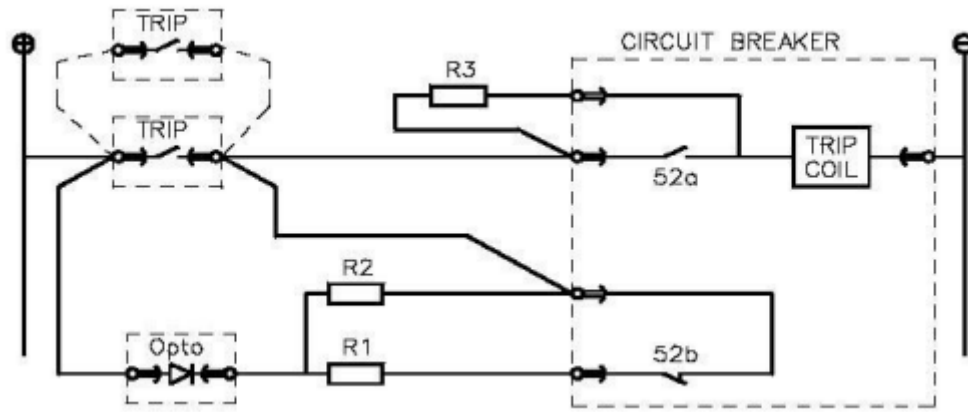 TRIP
CIRCUIT BREAKER
R3
TRIP
TRIP
COIL
52a
R2
Opto
R1
52b